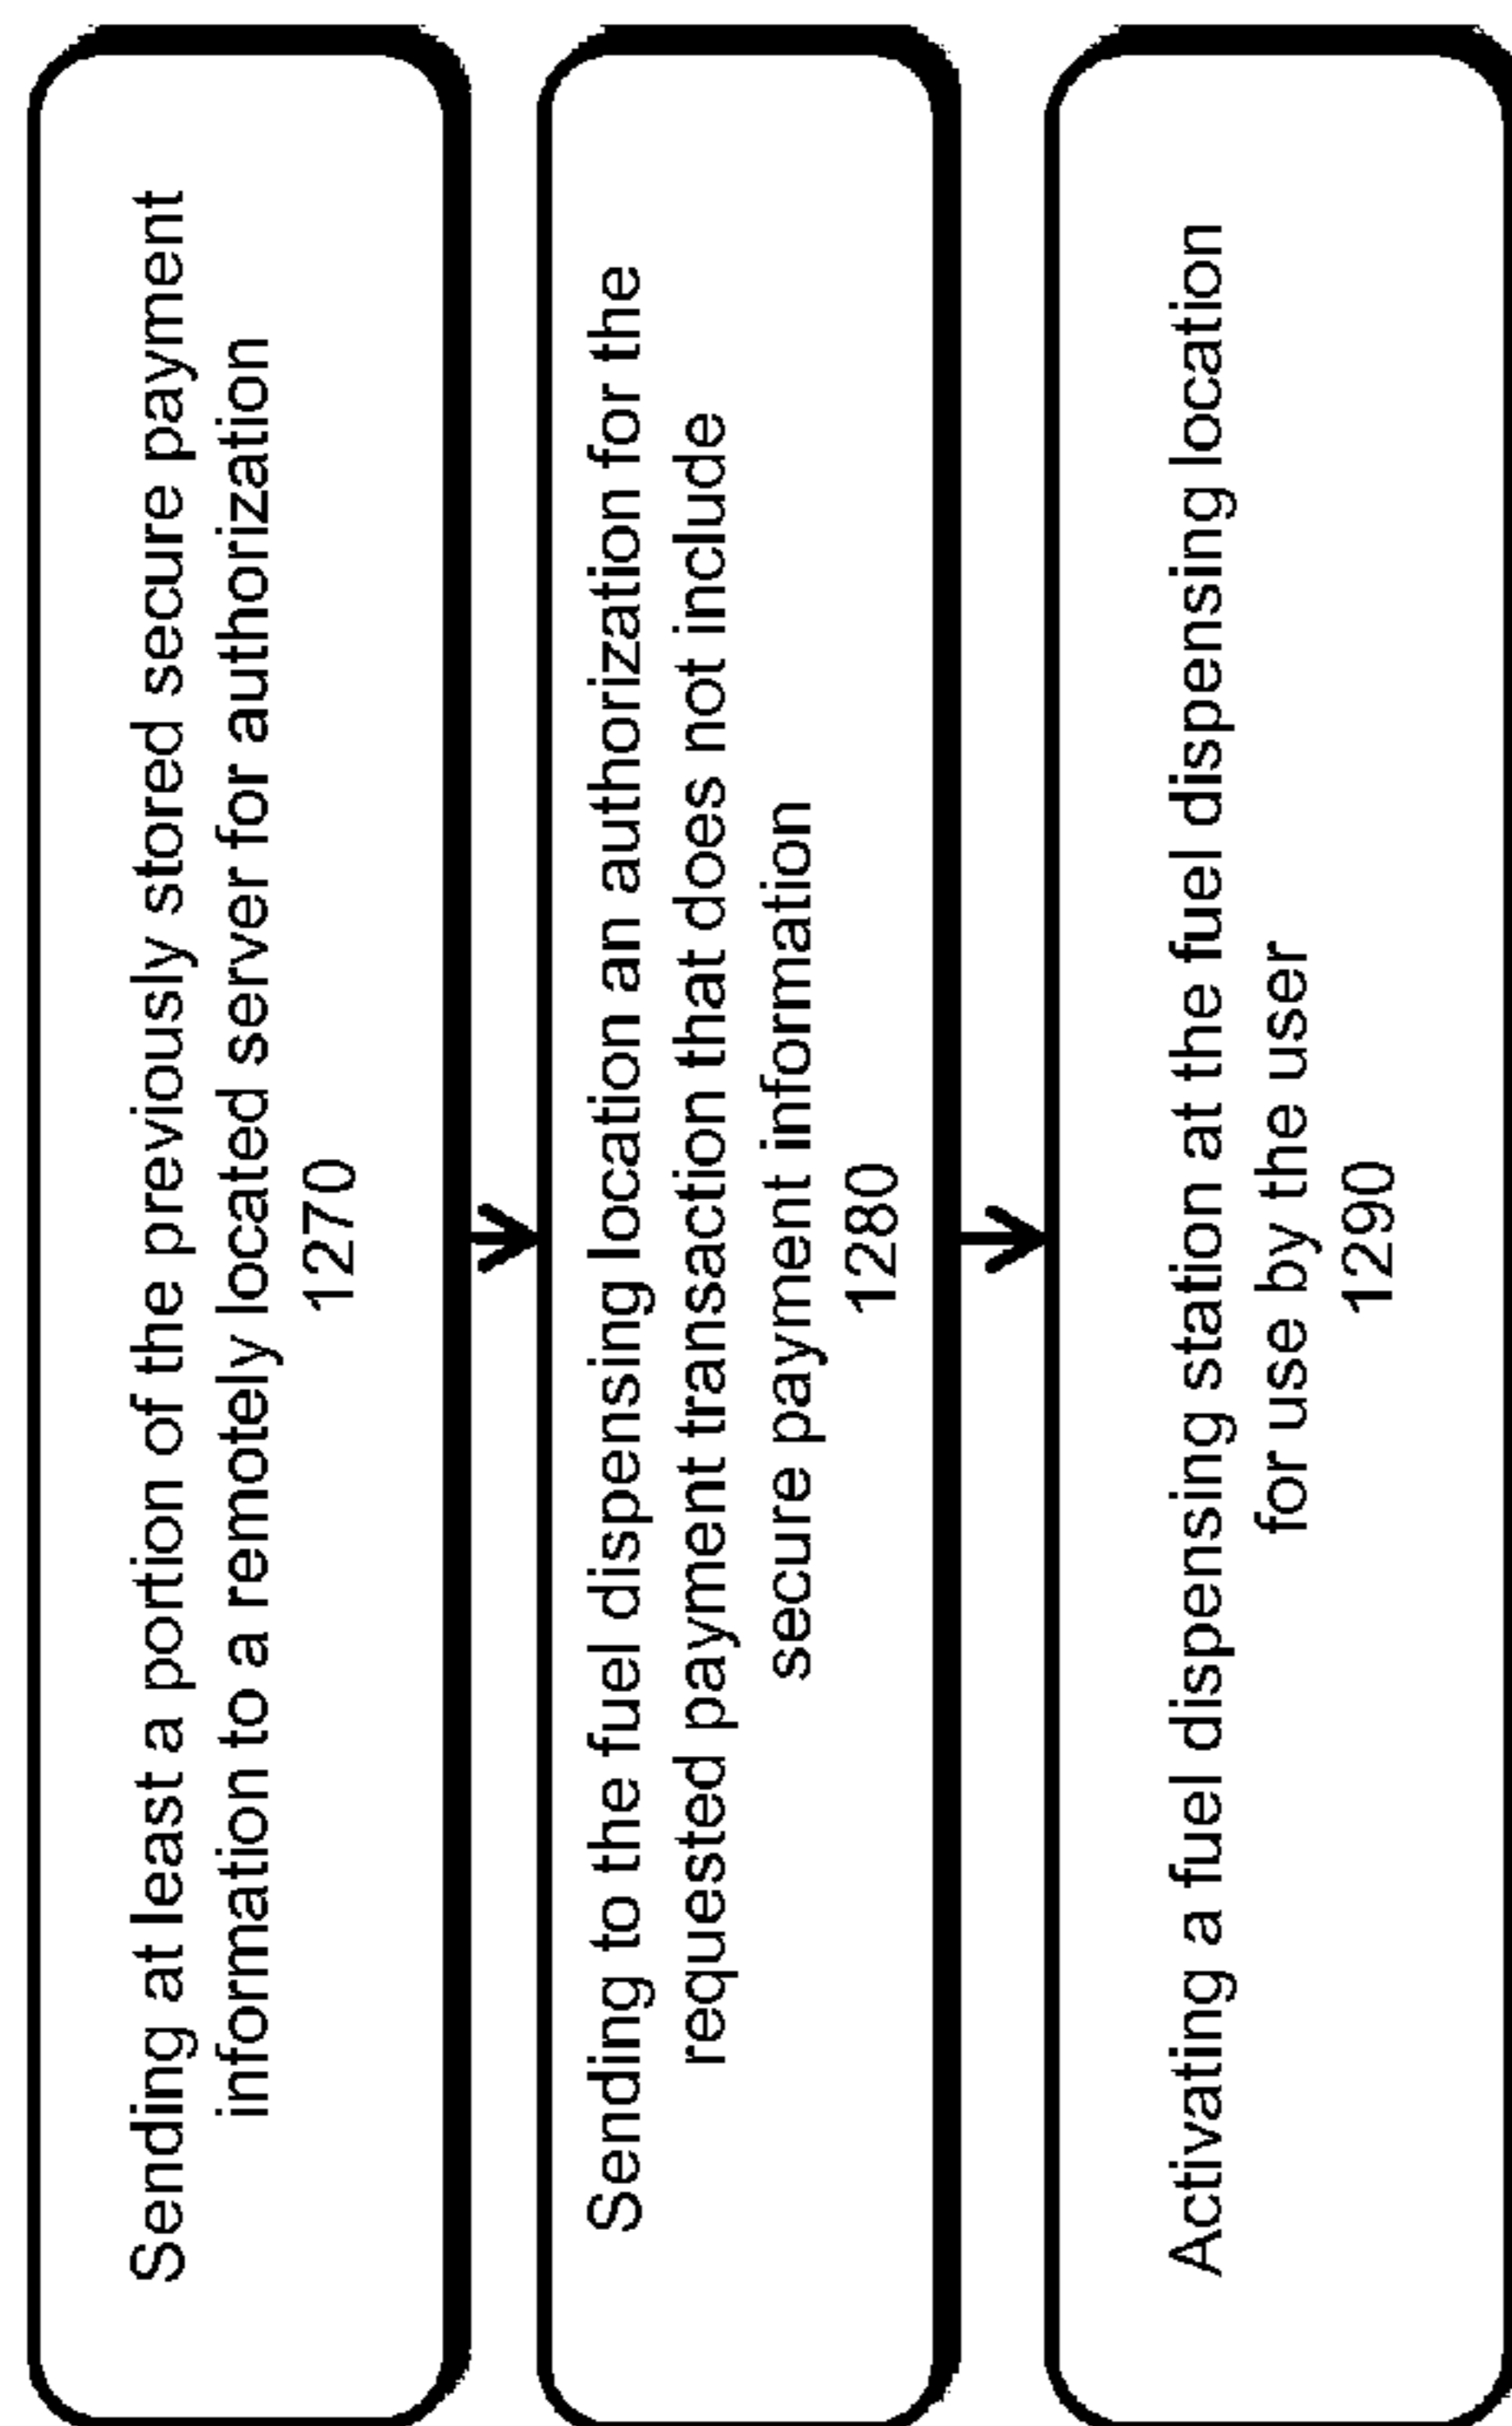 Sending at least a portion of the previously stored secure payment
information to a remotely located server for authorization
1270
Sending to the fuel dispensing location an authorization for the
requested payment transaction that does not include
secure payment information
1280
Activating a fuel dispensing station at the fuel dispensing location
for use by the user
1290